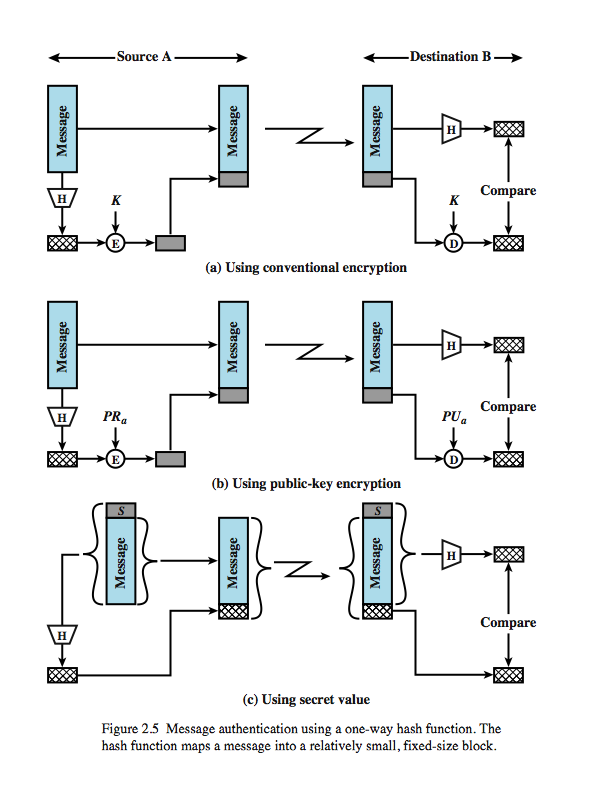 Source A
Destination B
Message
Message
Message
H
H
K
K
Compare
E
D
(a) Using conventional encryption
Message
Message
Message
H
H
PRa
PUa
Compare
E
D
(b) Using public-key encryption
S
S
Message
Message
Message
H
H
Compare
(c) Using secret value
Figure 2.5 Message authentication using a one-way hash function. The
hash function maps a message into a relatively small, fixed-size block.